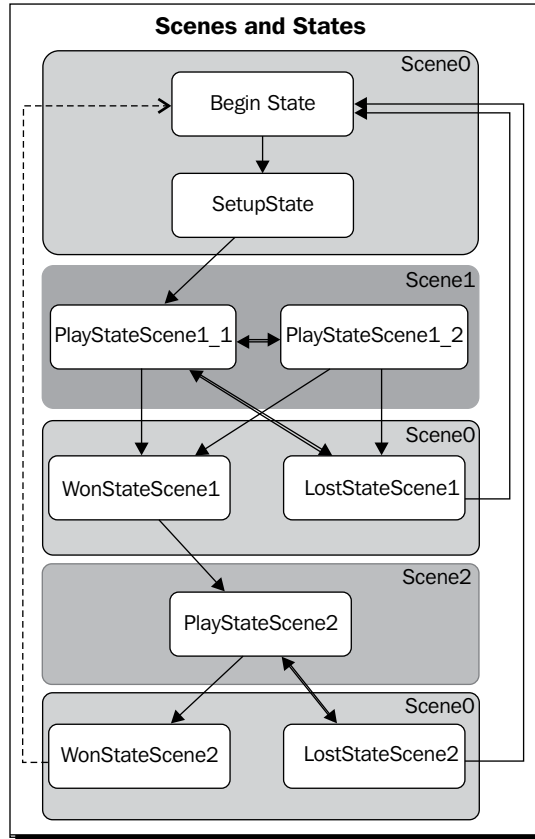 Scenes and States
Scene0
Begin State
SetupState
Scene1
PlayStateScene1_1
PlayStateScene1_2
Scene0
WonStateScene1
LostStateScene1
Scene2
PlayStateScene2
Scene0
WonStateScene2
LostStateScene2